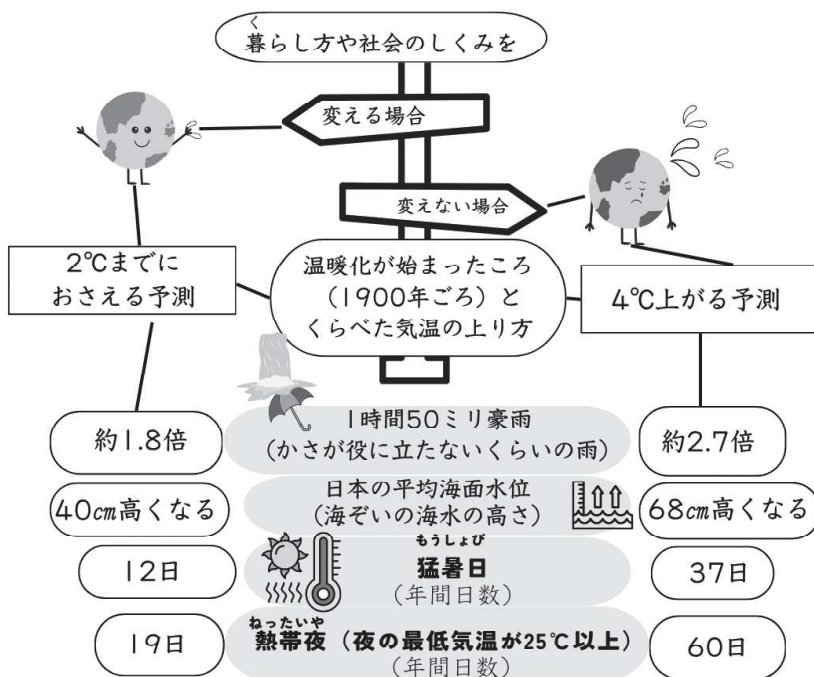 く
暮らし方や社会のしくみを
変える場合
変えない場合
2℃までに
おさえる予測
温暖化が始まったころ
（1900年ごろ）と
くらべた気温の上り方
4℃上がる予測
約1.8倍
1時間50ミリ豪雨
（かさが役に立たないくらいの雨）
約2.7倍
40cm高くなる
日本の平均海面水位
（海ぞいの海水の高さ）
68cm高くなる
12日
もうしょび
猛暑日
（年間日数）
37日
19日
ねったいや
熱帯夜（夜の最低気温が25℃以上）
（年間日数）
60日